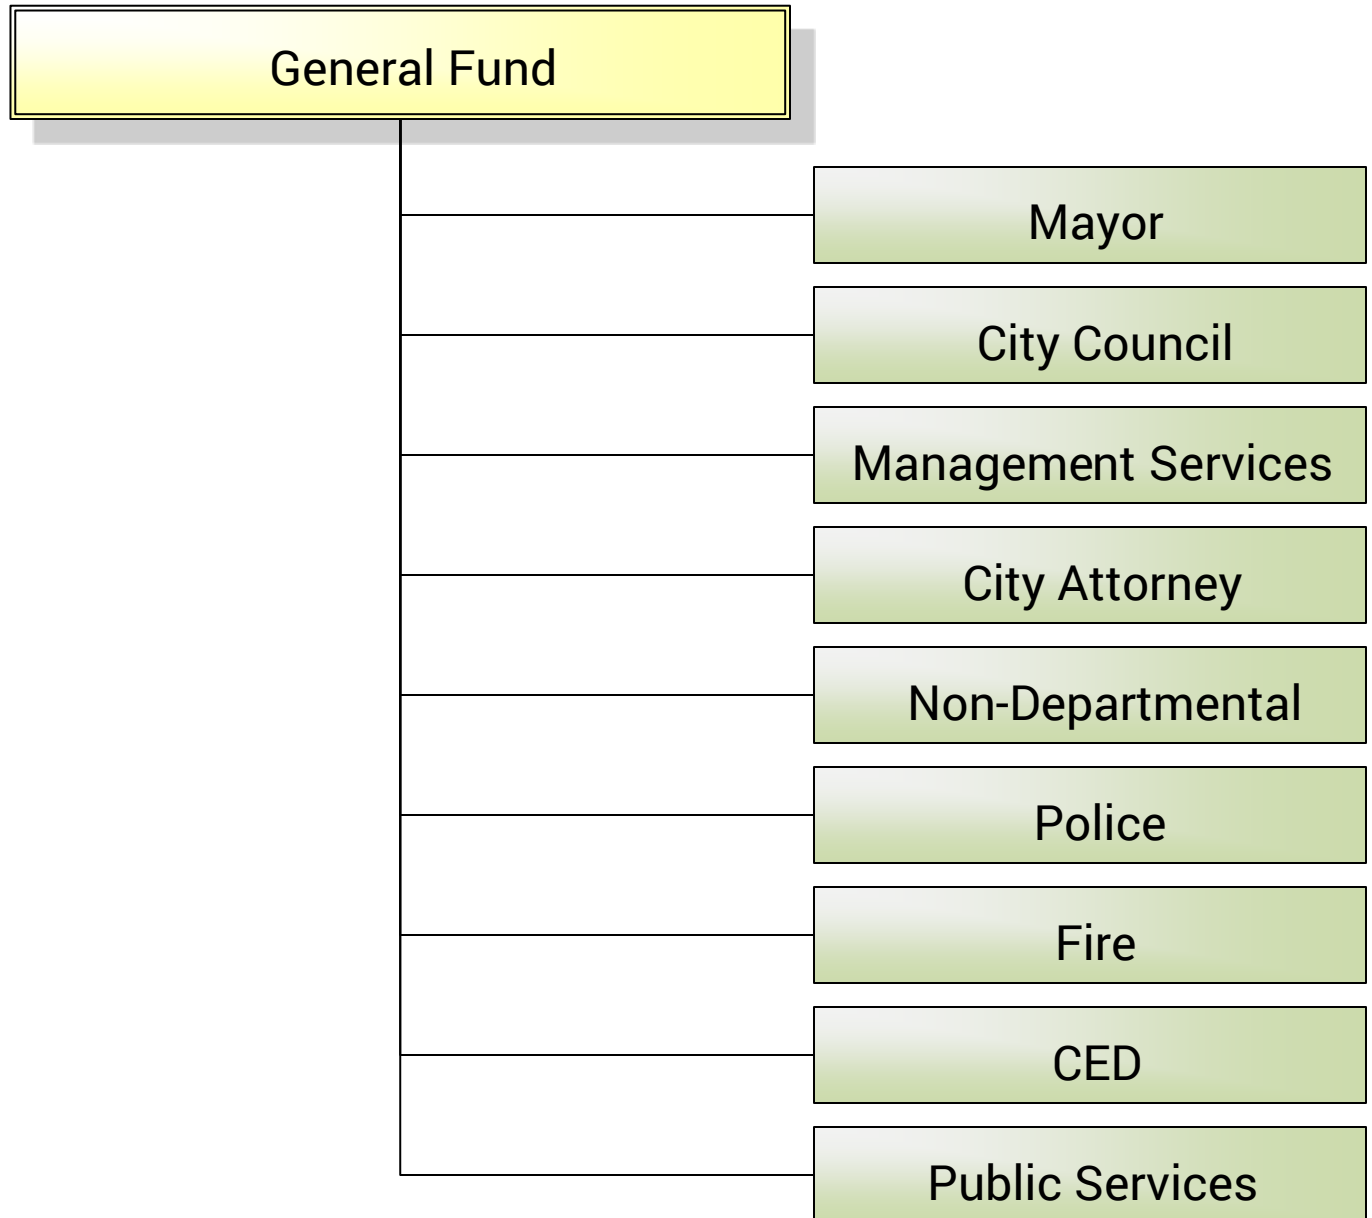 General Fund
Mayor
City Council
Management Services
City Attorney
Non-Departmental
Police
Fire
CED
Public Services